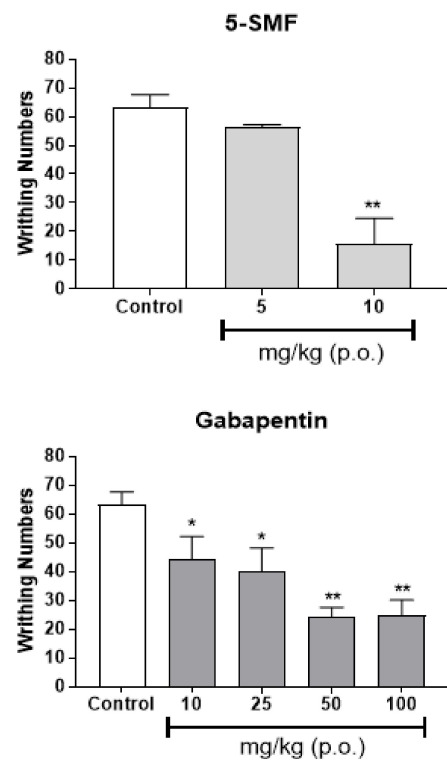 5-SMF
Writhing Numbers
80
70
60
50
40
30
20
10
0
**
Control 5 10
mg/kg (p.o.)
Gabapentin
Writhing Numbers
80
70
60
50
40
30
20
10
0
* * ** **
Control 10 25 50 100
mg/kg (p.o.)